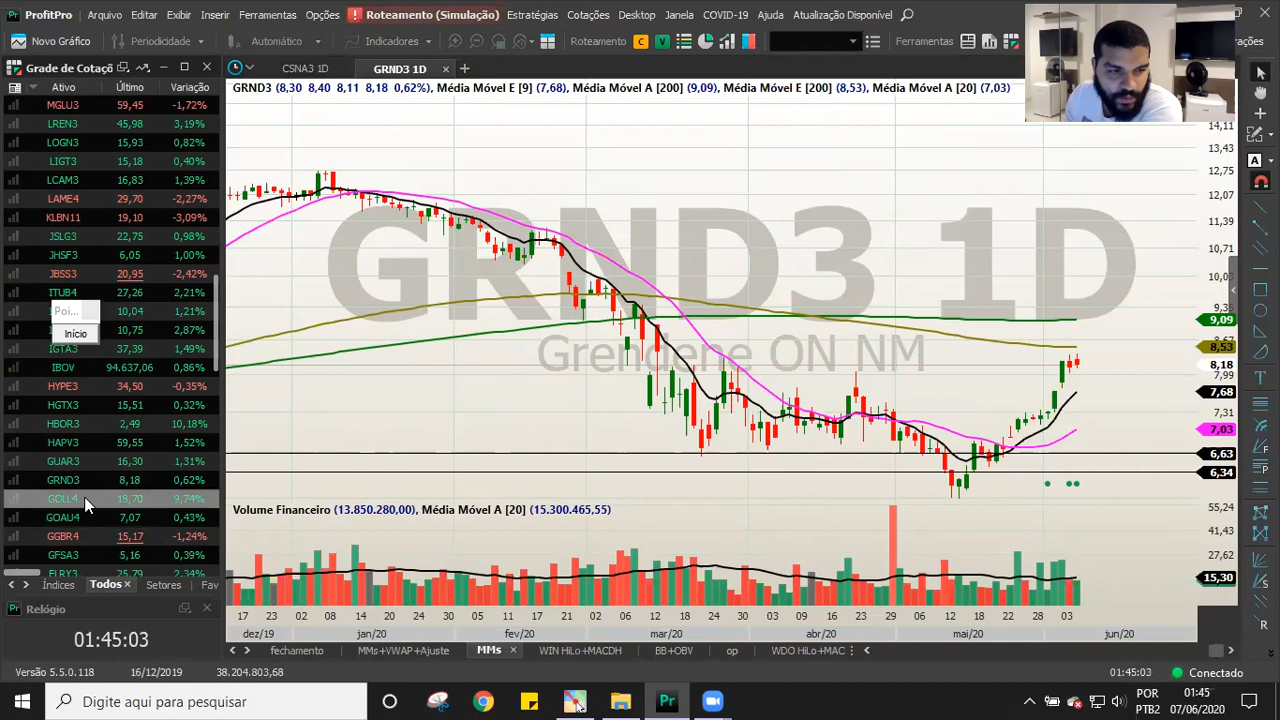 ProfitPro Arquivo Editar Exibir Inserir Ferramentas Opções Roteamento (Simulação) Estratégias Cotações Desktop Janela COVID-19 Ajuda Atualização Disponível
Novo Gráfico Periodicidade Automático Indicadores Roteamento C V Ferramentas
Grade de Cotaçã
CSNA3 1D GRND3 1D
Ativo Último Variação
MGLU3 59,45 -1,72%
LREN3 45,98 3,19%
LOGN3 15,93 0,82%
LIGT3 15,18 0,40%
LCAM3 16,83 1,39%
LAME4 29,70 -2,27%
KLBN11 19,10 -3,09%
JSLG3 22,75 0,98%
JHSF3 6,05 1,00%
JBSS3 20,95 -2,42%
ITUB4 27,26 2,21%
Poi... 10,04 1,21%
Início 10,75 2,87%
IGTA3 37,39 1,49%
IBOV 94.637,06 0,86%
HYPE3 34,50 -0,35%
HGTX3 15,51 0,32%
HBOR3 2,49 10,18%
HAPV3 59,55 1,52%
GUAR3 16,30 1,31%
GRND3 8,18 0,62%
GOLL4 18,70 9,74%
GOAU4 7,07 0,43%
GGBR4 15,17 -1,24%
GFSA3 5,16 0,39%
FLRY3 25,79 2,34%
Índices Todos Setores Fav
Relógio
01:45:03
GRND3 (8,30 8,40 8,11 8,18 0,62%), Média Móvel E [9] (7,68), Média Móvel A [200] (9,09), Média Móvel E [200] (8,53), Média Móvel A [20] (7,03)
GRND3 1D
Grendene ON NM
14,11
13,43
12,75
12,07
11,39
10,71
9,09
8,53
8,18
7,99
7,68
7,31
7,03
6,63
6,34
Volume Financeiro (13.850.280,00), Média Móvel A [20] (15.300.465,55)
55,24
41,43
27,62
15,30
17 23 02 08 14 20 24 30 05 11 17 21 02 06 12 18 24 30 03 09 16 23 29 06 12 18 22 28 03
dez/19 jan/20 fev/20 mar/20 abr/20 mai/20 jun/20
fechamento MMs+VWAP+Ajuste MMs WIN HiLo+MACDH BB+OBV op WDO HiLo+MAC
Versão 5.5.0.118 16/12/2019 38.204.803,68 01:45:03 Conectado
Digite aqui para pesquisar
Pr
POR
PTB2
01:45
07/06/2020